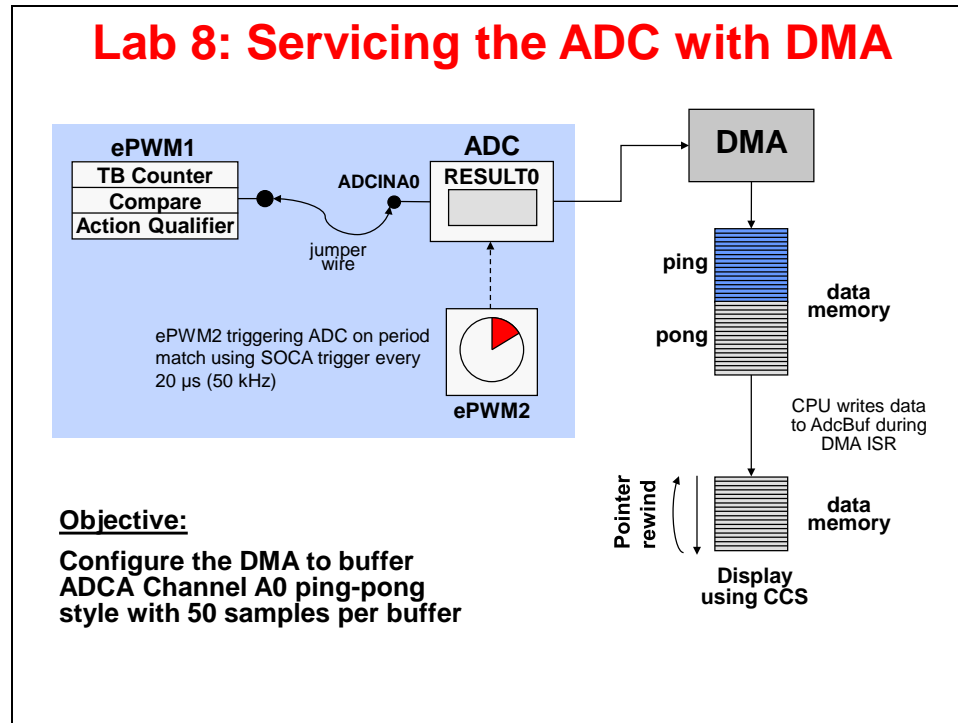 Lab 8: Servicing the ADC with DMA
ePWM1
TB Counter
Compare
Action Qualifier
jumper
wire
ADCINA0
ADC
RESULT0
DMA
ePWM2 triggering ADC on period
match using SOCA trigger every
20 µs (50 kHz)
ePWM2
ping
pong
data
memory
CPU writes data
to AdcBuf during
DMA ISR
Pointer
rewind
data
memory
Display
using CCS
Objective:
Configure the DMA to buffer
ADCA Channel A0 ping-pong
style with 50 samples per buffer